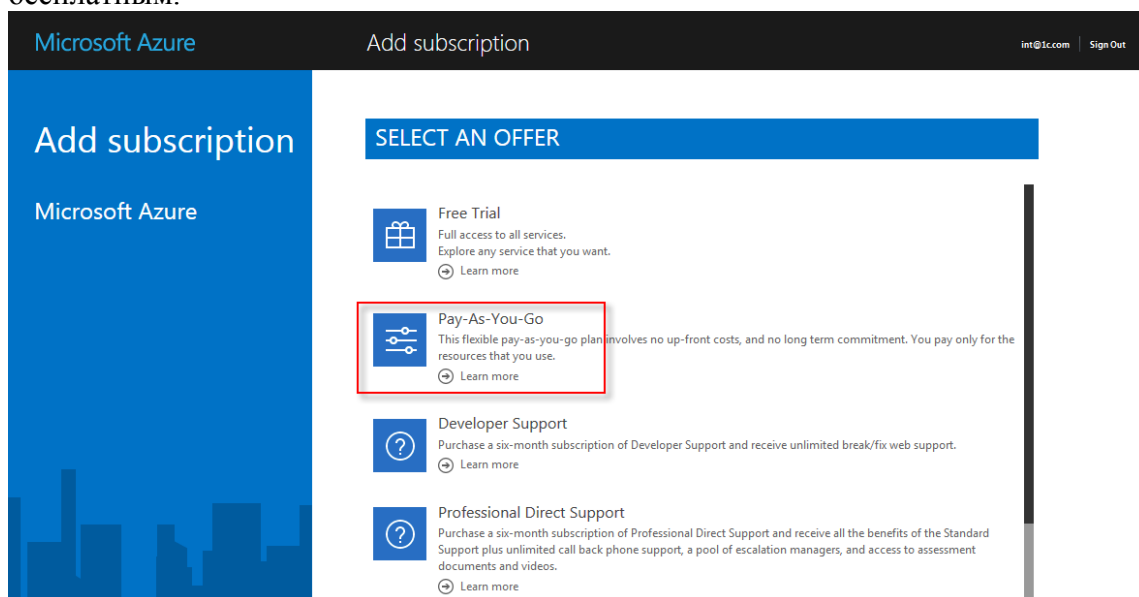 бесплатным.
Microsoft Azure
Add subscription
int@1c.com | Sign Out
Add subscription
Microsoft Azure
SELECT AN OFFER
Free Trial
Full access to all services.
Explore any service that you want.
Learn more
Pay-As-You-Go
This flexible pay-as-you-go plan involves no up-front costs, and no long term commitment. You pay only for the
resources that you use.
Learn more
Developer Support
Purchase a six-month subscription of Developer Support and receive unlimited break/fix web support.
Learn more
Professional Direct Support
Purchase a six-month subscription of Professional Direct Support and receive all the benefits of the Standard
Support plus unlimited call back phone support, a pool of escalation managers, and access to assessment
documents and videos.
Learn more